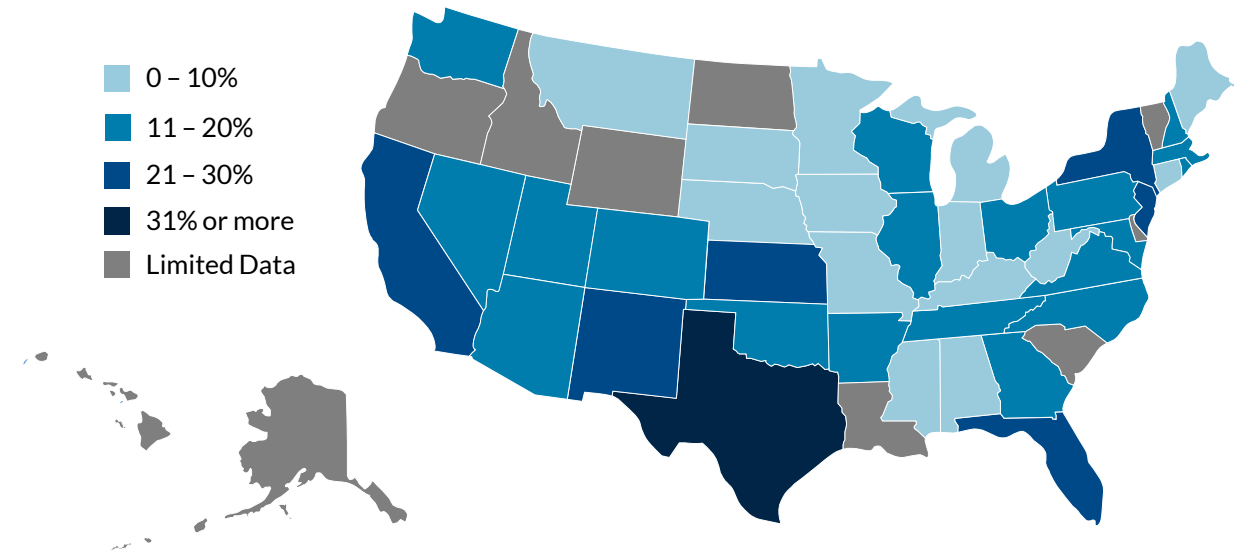 0 – 10%
11 – 20%
21 – 30%
31% or more
Limited Data